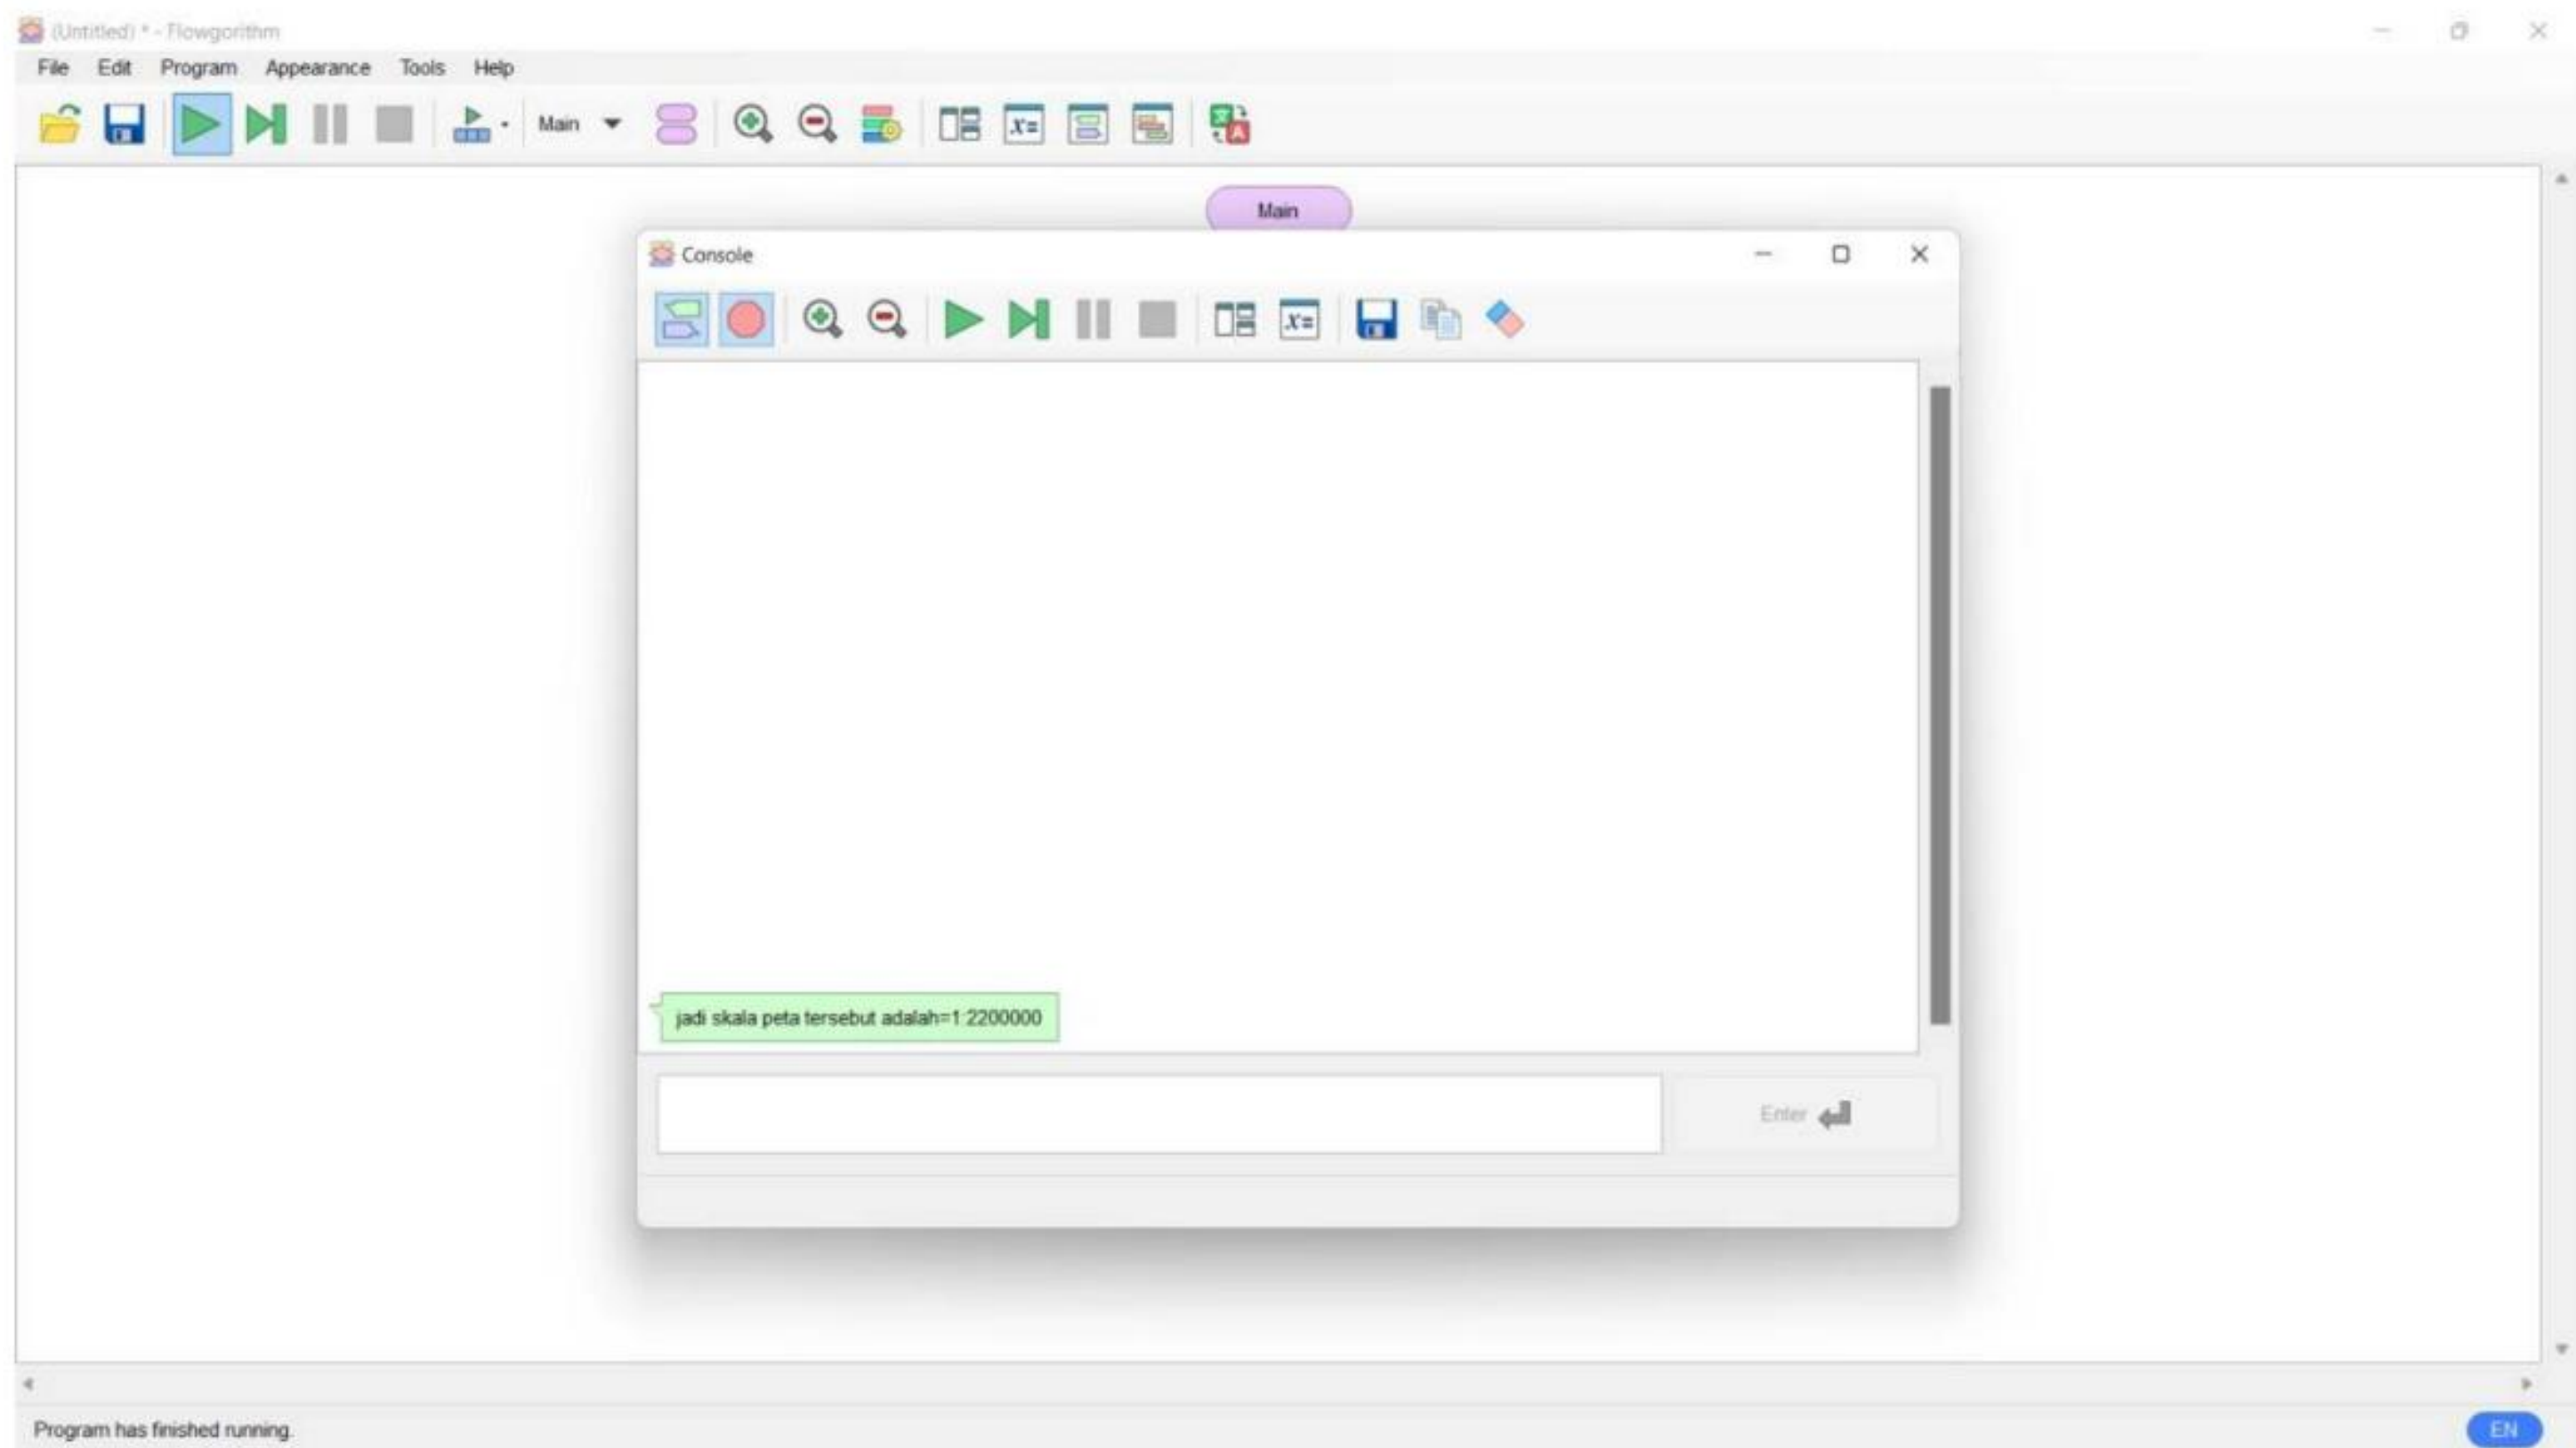 (Untitled) * - Flowgorithm
File Edit Program Appearance Tools Help
Main
x=
A
Main
Console
x=
jadi skala peta tersebut adalah=1:2200000
Enter
Program has finished running.
EN